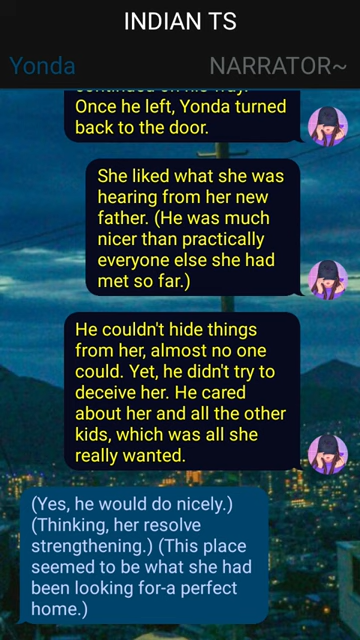 INDIAN TS
Yonda NARRATOR~
continued on his way.
Once he left, Yonda turned
back to the door.
She liked what she was
hearing from her new
father. (He was much
nicer than practically
everyone else she had
met so far.)
He couldn't hide things
from her, almost no one
could. Yet, he didn't try to
deceive her. He cared
about her and all the other
kids, which was all she
really wanted.
(Yes, he would do nicely.)
(Thinking, her resolve
strengthening.) (This place
seemed to be what she had
been looking for-a perfect
home.)